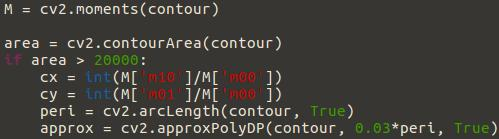 M = cv2.moments(contour)
area = cv2.contourArea(contour)
if area > 20000:
    cx = int(M['m10']/M['m00'])
    cy = int(M['m01']/M['m00'])
    peri = cv2.arcLength(contour, True)
    approx = cv2.approxPolyDP(contour, 0.03*peri, True)